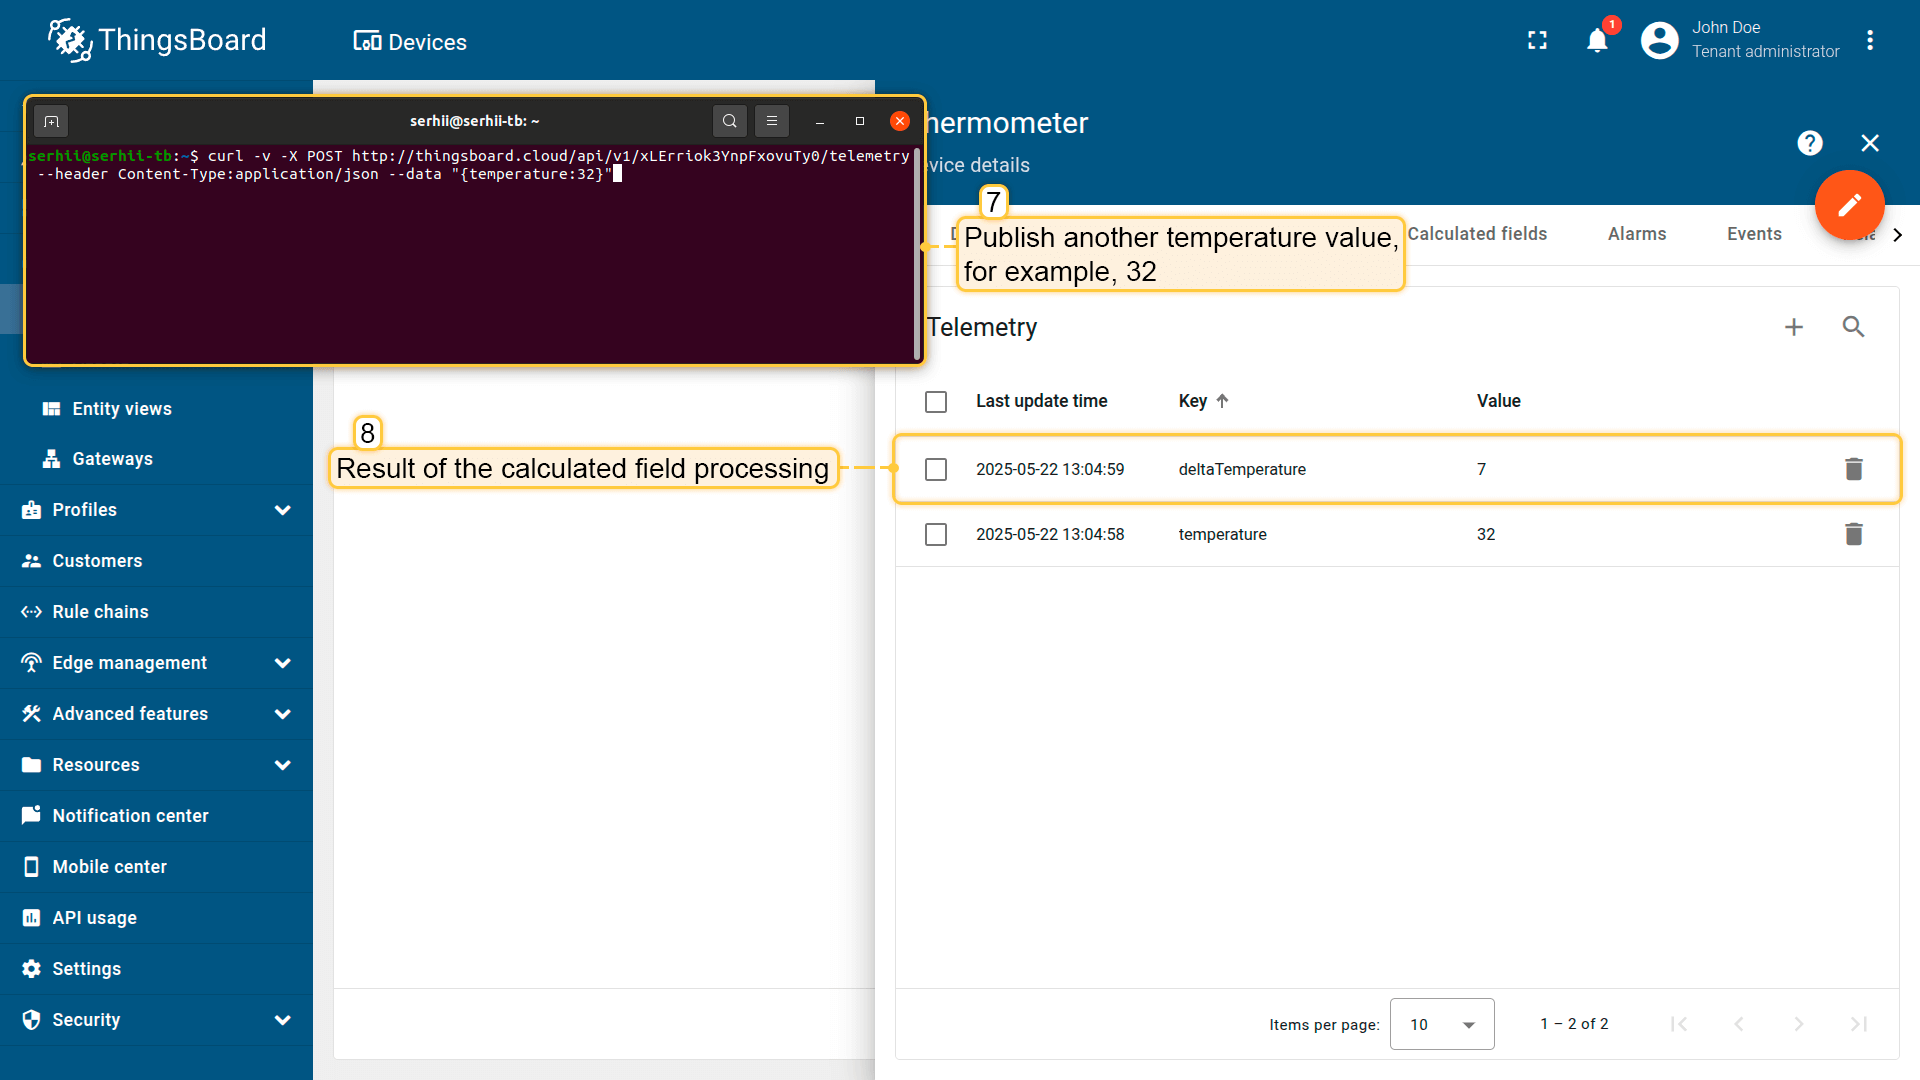 ThingsBoard
Devices
1
John Doe
Tenant administrator
serhii@serhii-tb: ~
serhii@serhii-tb:~$ curl -v -X POST http://thingsboard.cloud/api/v1/xLErriok3YnpFxovuTy0/telemetry
--header Content-Type:application/json --data "{temperature:32}"
hermometer
evice details
7
Publish another temperature value,
for example, 32
Calculated fields
Alarms
Events
Telemetry
Last update time
Key
Value
8
Result of the calculated field processing
2025-05-22 13:04:59
deltaTemperature
7
2025-05-22 13:04:58
temperature
32
Entity views
Gateways
Profiles
Customers
Rule chains
Edge management
Advanced features
Resources
Notification center
Mobile center
API usage
Settings
Security
Items per page:
10
1 – 2 of 2